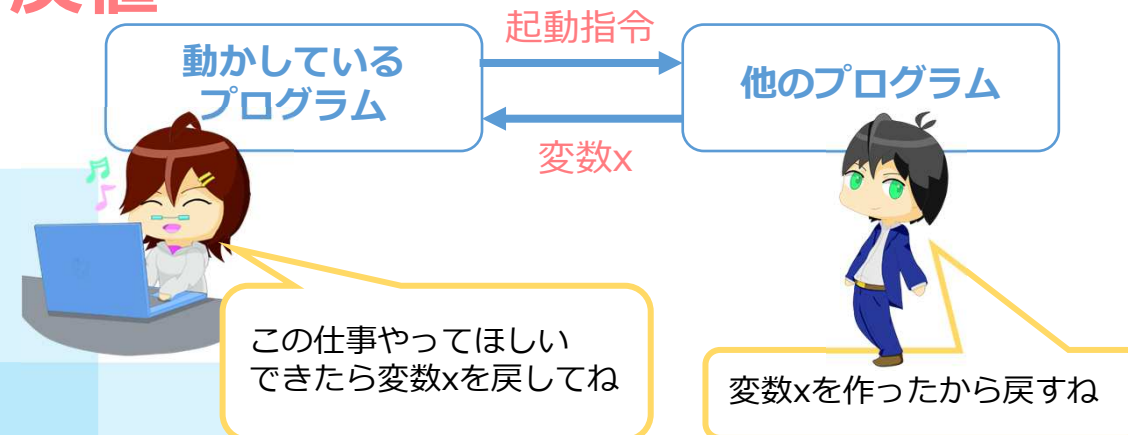 起動指令
動かしている
プログラム
他のプログラム
変数x
この仕事やってほしい
できたら変数xを戻してね
変数xを作ったから戻すね